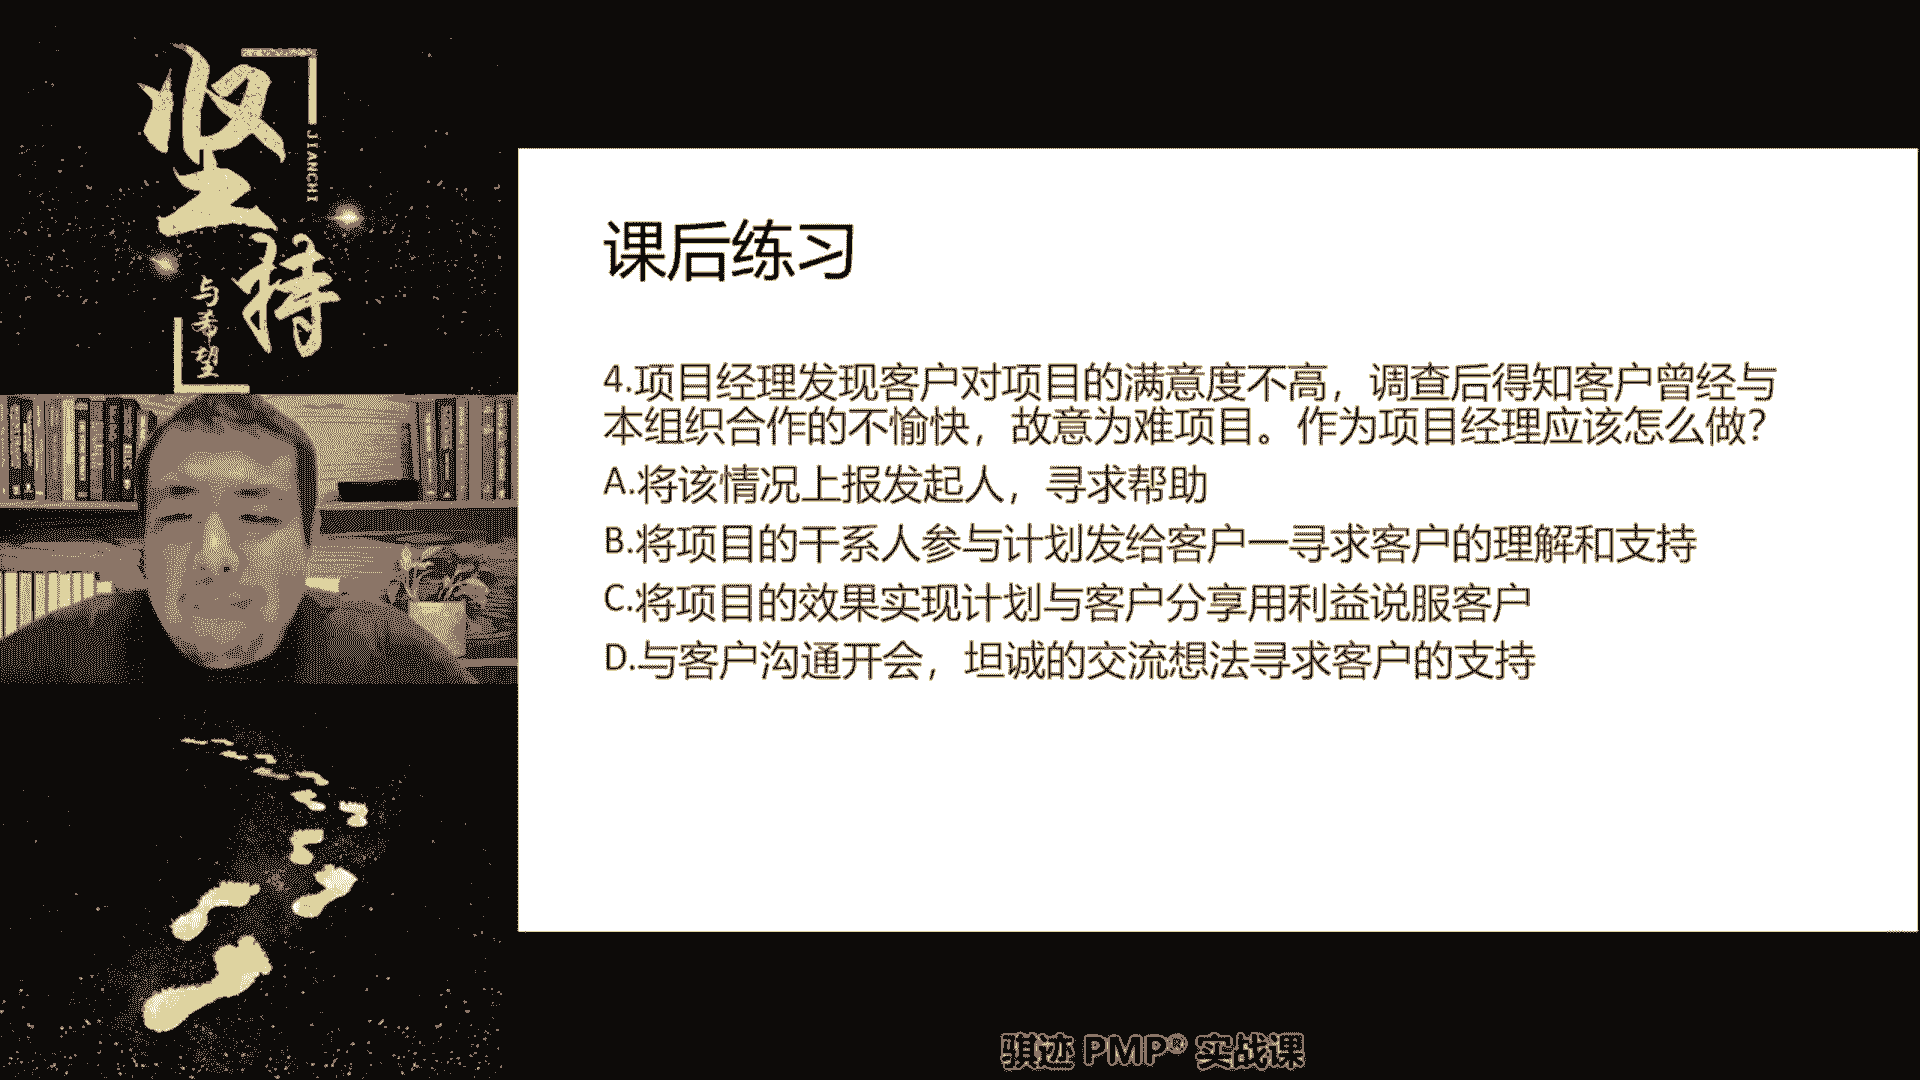 坚持
JIANCHI
与希望
课后练习
4.项目经理发现客户对项目的满意度不高，调查后得知客户曾经与
本组织合作的不愉快，故意为难项目。作为项目经理应该怎么做？
A.将该情况上报发起人，寻求帮助
B.将项目的干系人参与计划发给客户一寻求客户的理解和支持
C.将项目的效果实现计划与客户分享用利益说服客户
D.与客户沟通开会，坦诚的交流想法寻求客户的支持
骐迹 PMP® 实战课